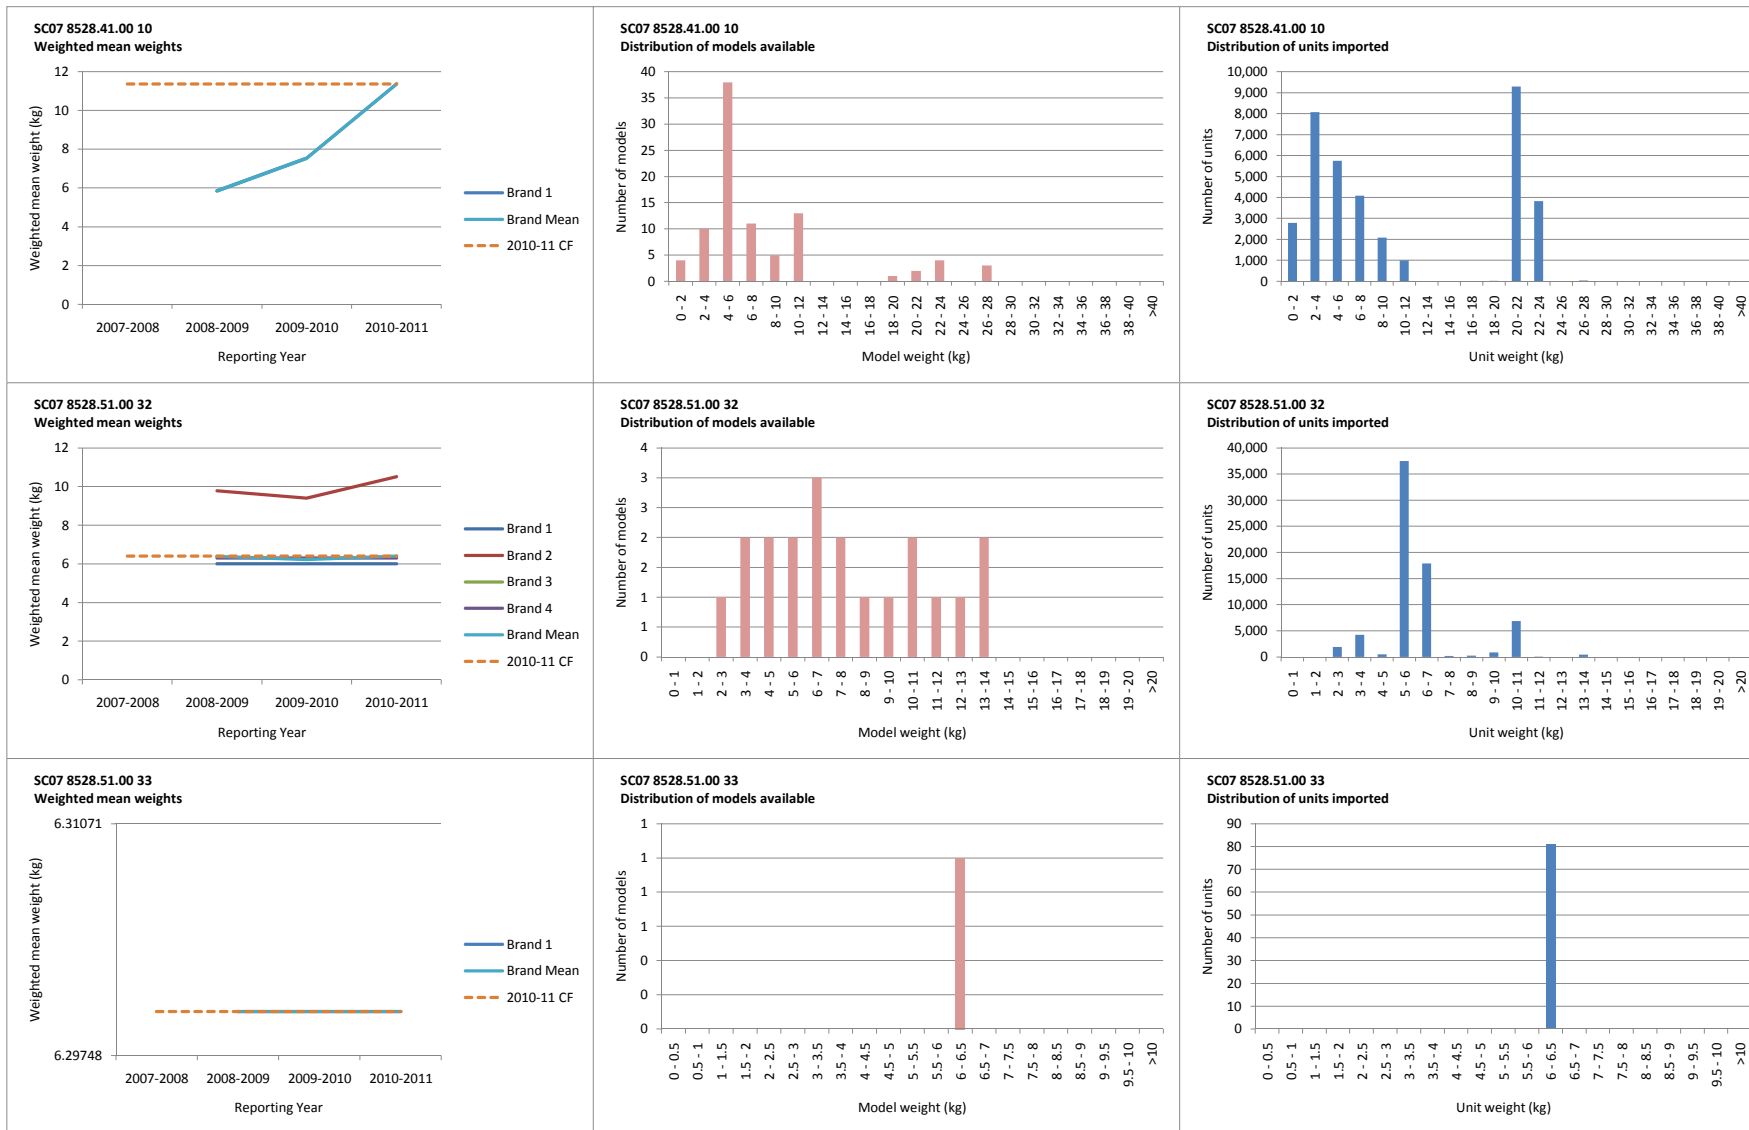 SC07 8528.41.00 10
Weighted mean weights
12
10
8
6
4
2
0
Weighted mean weight (kg)
2007-2008
2008-2009
2009-2010
2010-2011
Reporting Year
Brand 1
Brand Mean
2010-11 CF
SC07 8528.41.00 10
Distribution of models available
40
35
30
25
20
15
10
5
0
Number of models
0 - 2
2 - 4
4 - 6
6 - 8
8 - 10
10 - 12
12 - 14
14 - 16
16 - 18
18 - 20
20 - 22
22 - 24
24 - 26
26 - 28
28 - 30
30 - 32
32 - 34
34 - 36
36 - 38
38 - 40
>40
Model weight (kg)
SC07 8528.41.00 10
Distribution of units imported
10,000
9,000
8,000
7,000
6,000
5,000
4,000
3,000
2,000
1,000
0
Number of units
0 - 2
2 - 4
4 - 6
6 - 8
8 - 10
10 - 12
12 - 14
14 - 16
16 - 18
18 - 20
20 - 22
22 - 24
24 - 26
26 - 28
28 - 30
30 - 32
32 - 34
34 - 36
36 - 38
38 - 40
>40
Unit weight (kg)
SC07 8528.51.00 32
Weighted mean weights
12
10
8
6
4
2
0
Weighted mean weight (kg)
2007-2008
2008-2009
2009-2010
2010-2011
Reporting Year
Brand 1
Brand 2
Brand 3
Brand 4
Brand Mean
2010-11 CF
SC07 8528.51.00 32
Distribution of models available
4
3
3
2
2
1
1
0
Number of models
0 - 1
1 - 2
2 - 3
3 - 4
4 - 5
5 - 6
6 - 7
7 - 8
8 - 9
9 - 10
10 - 11
11 - 12
12 - 13
13 - 14
14 - 15
15 - 16
16 - 17
17 - 18
18 - 19
19 - 20
>20
Model weight (kg)
SC07 8528.51.00 32
Distribution of units imported
40,000
35,000
30,000
25,000
20,000
15,000
10,000
5,000
0
Number of units
0 - 1
1 - 2
2 - 3
3 - 4
4 - 5
5 - 6
6 - 7
7 - 8
8 - 9
9 - 10
10 - 11
11 - 12
12 - 13
13 - 14
14 - 15
15 - 16
16 - 17
17 - 18
18 - 19
19 - 20
>20
Unit weight (kg)
SC07 8528.51.00 33
Weighted mean weights
6.31071
6.29748
Weighted mean weight (kg)
2007-2008
2008-2009
2009-2010
2010-2011
Reporting Year
Brand 1
Brand Mean
2010-11 CF
SC07 8528.51.00 33
Distribution of models available
1
1
1
1
0
0
0
Number of models
0 - 0.5
0.5 - 1
1 - 1.5
1.5 - 2
2 - 2.5
2.5 - 3
3 - 3.5
3.5 - 4
4 - 4.5
4.5 - 5
5 - 5.5
5.5 - 6
6 - 6.5
6.5 - 7
7 - 7.5
7.5 - 8
8 - 8.5
8.5 - 9
9 - 9.5
9.5 - 10
>10
Model weight (kg)
SC07 8528.51.00 33
Distribution of units imported
90
80
70
60
50
40
30
20
10
0
Number of units
0 - 0.5
0.5 - 1
1 - 1.5
1.5 - 2
2 - 2.5
2.5 - 3
3 - 3.5
3.5 - 4
4 - 4.5
4.5 - 5
5 - 5.5
5.5 - 6
6 - 6.5
6.5 - 7
7 - 7.5
7.5 - 8
8 - 8.5
8.5 - 9
9 - 9.5
9.5 - 10
>10
Unit weight (kg)